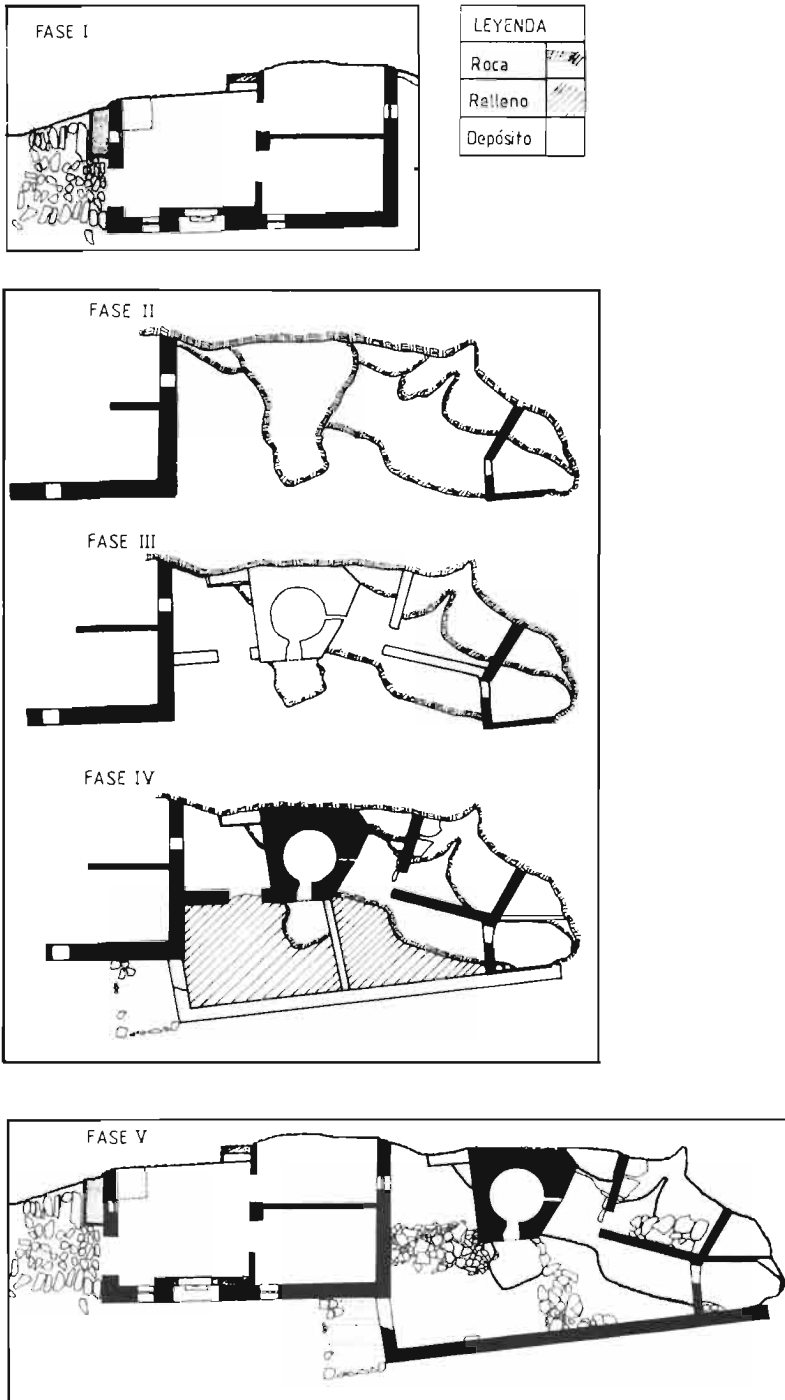 FASE I
LEYENDA
Roca
Relleno
Depósito
FASE II
FASE III
FASE IV
FASE V